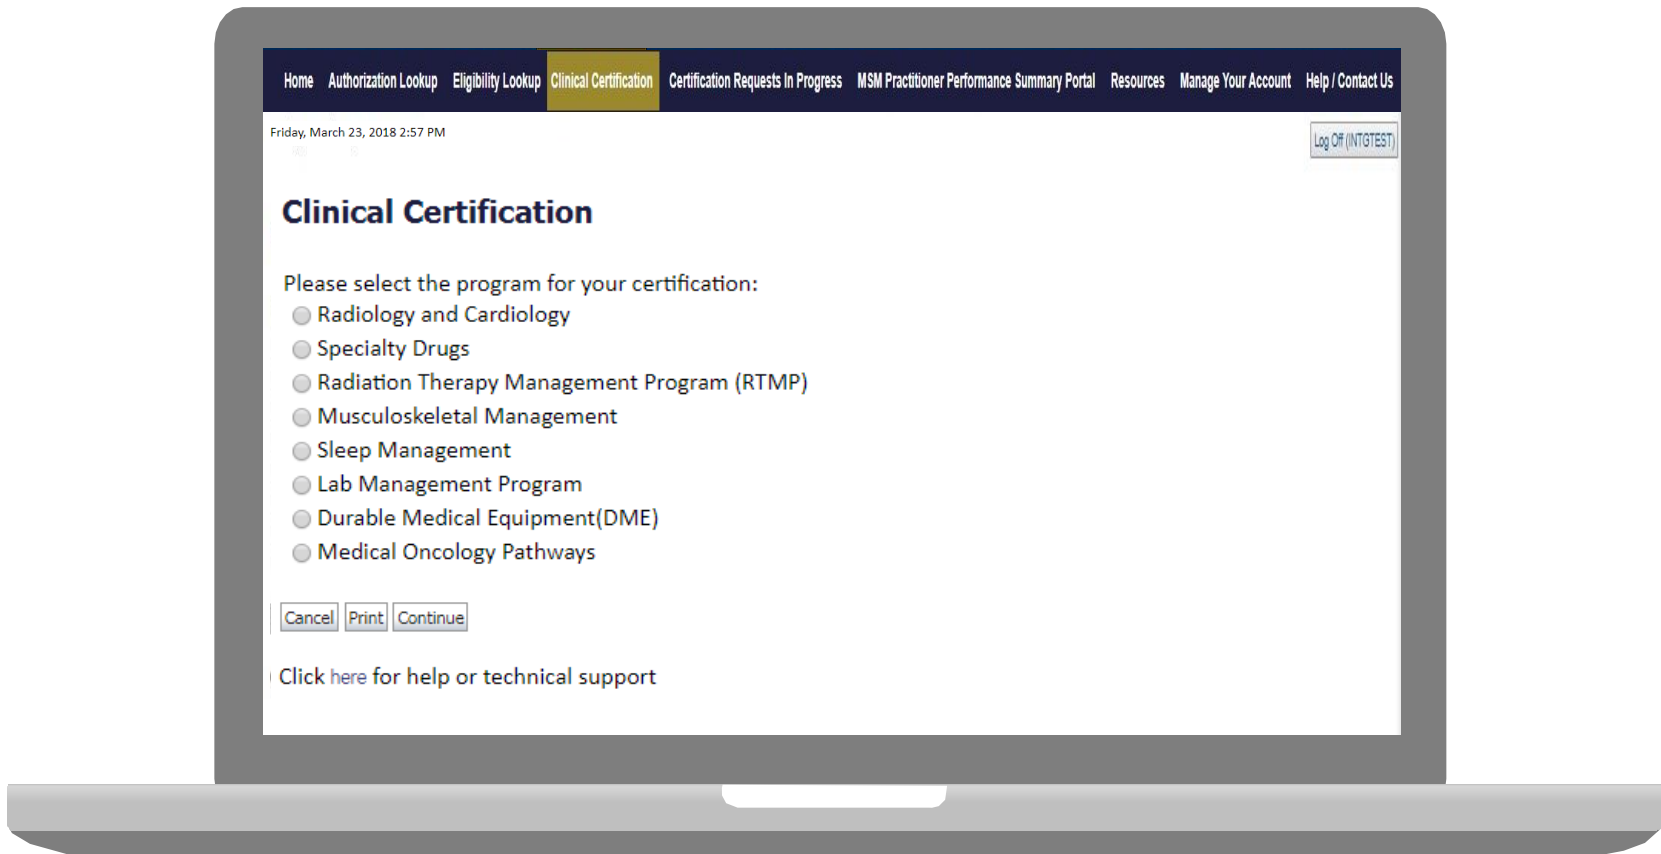 Home Authorization Lookup Eligibility Lookup Clinical Certification Certification Requests In Progress MSM Practitioner Performance Summary Portal Resources Manage Your Account Help / Contact Us
Friday, March 23, 2018 2:57 PM
Log Off (INTGTEST)
Clinical Certification
Please select the program for your certification:
Radiology and Cardiology
Specialty Drugs
Radiation Therapy Management Program (RTMP)
Musculoskeletal Management
Sleep Management
Lab Management Program
Durable Medical Equipment(DME)
Medical Oncology Pathways
Cancel Print Continue
Click here for help or technical support